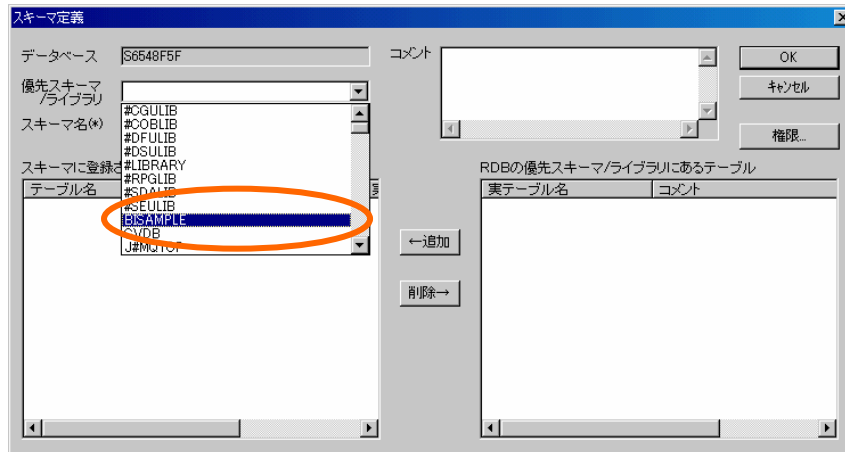 スキーマ定義
データベース S6548F5F
コメント
OK
優先スキーマ
/ライブラリ
キャンセル
スキーマ名(*)
権限...
#CGULIB
#COBLIB
#DFULIB
#DSULIB
#LIBRARY
#RPGLIB
#SDALIB
#SEULIB
BISAMPLE
J#MQTOP
スキーマに登録さ
RDBの優先スキーマ/ライブラリにあるテーブル
テーブル名
実テーブル名 コメント
←追加
削除→